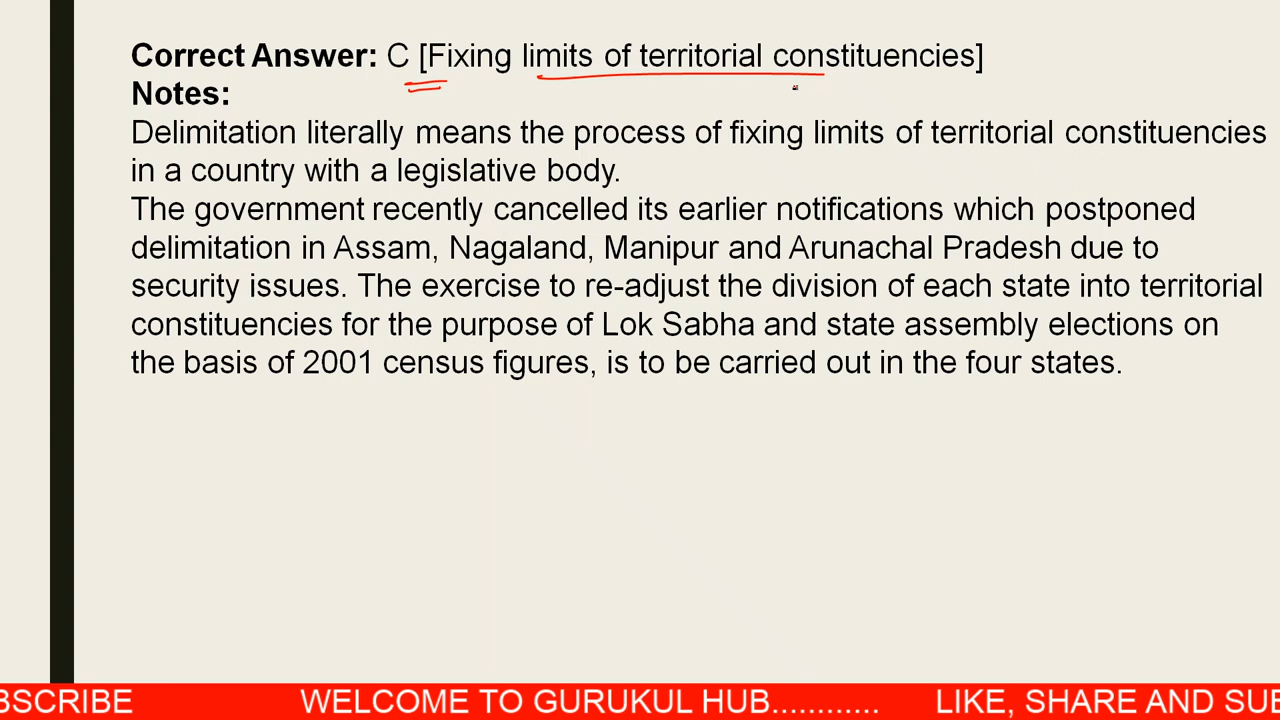 Correct Answer: C [Fixing limits of territorial constituencies]
Notes:
Delimitation literally means the process of fixing limits of territorial constituencies
in a country with a legislative body.
The government recently cancelled its earlier notifications which postponed
delimitation in Assam, Nagaland, Manipur and Arunachal Pradesh due to
security issues. The exercise to re-adjust the division of each state into territorial
constituencies for the purpose of Lok Sabha and state assembly elections on
the basis of 2001 census figures, is to be carried out in the four states.
BSCRIBE WELCOME TO GURUKUL HUB............ LIKE, SHARE AND SUB